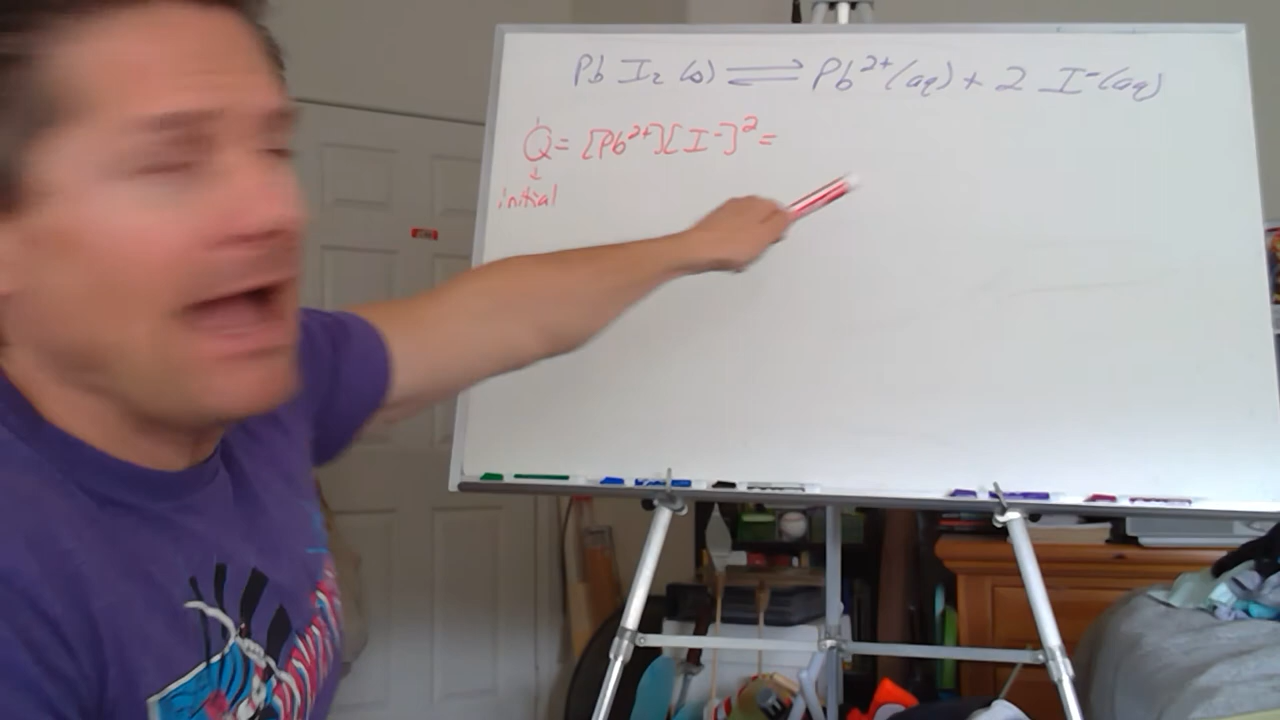 Pb I₂ (s) ⇌ Pb²⁺(aq) + 2 I⁻(aq)
Q = [Pb²⁺][I⁻]² =
↓
initial